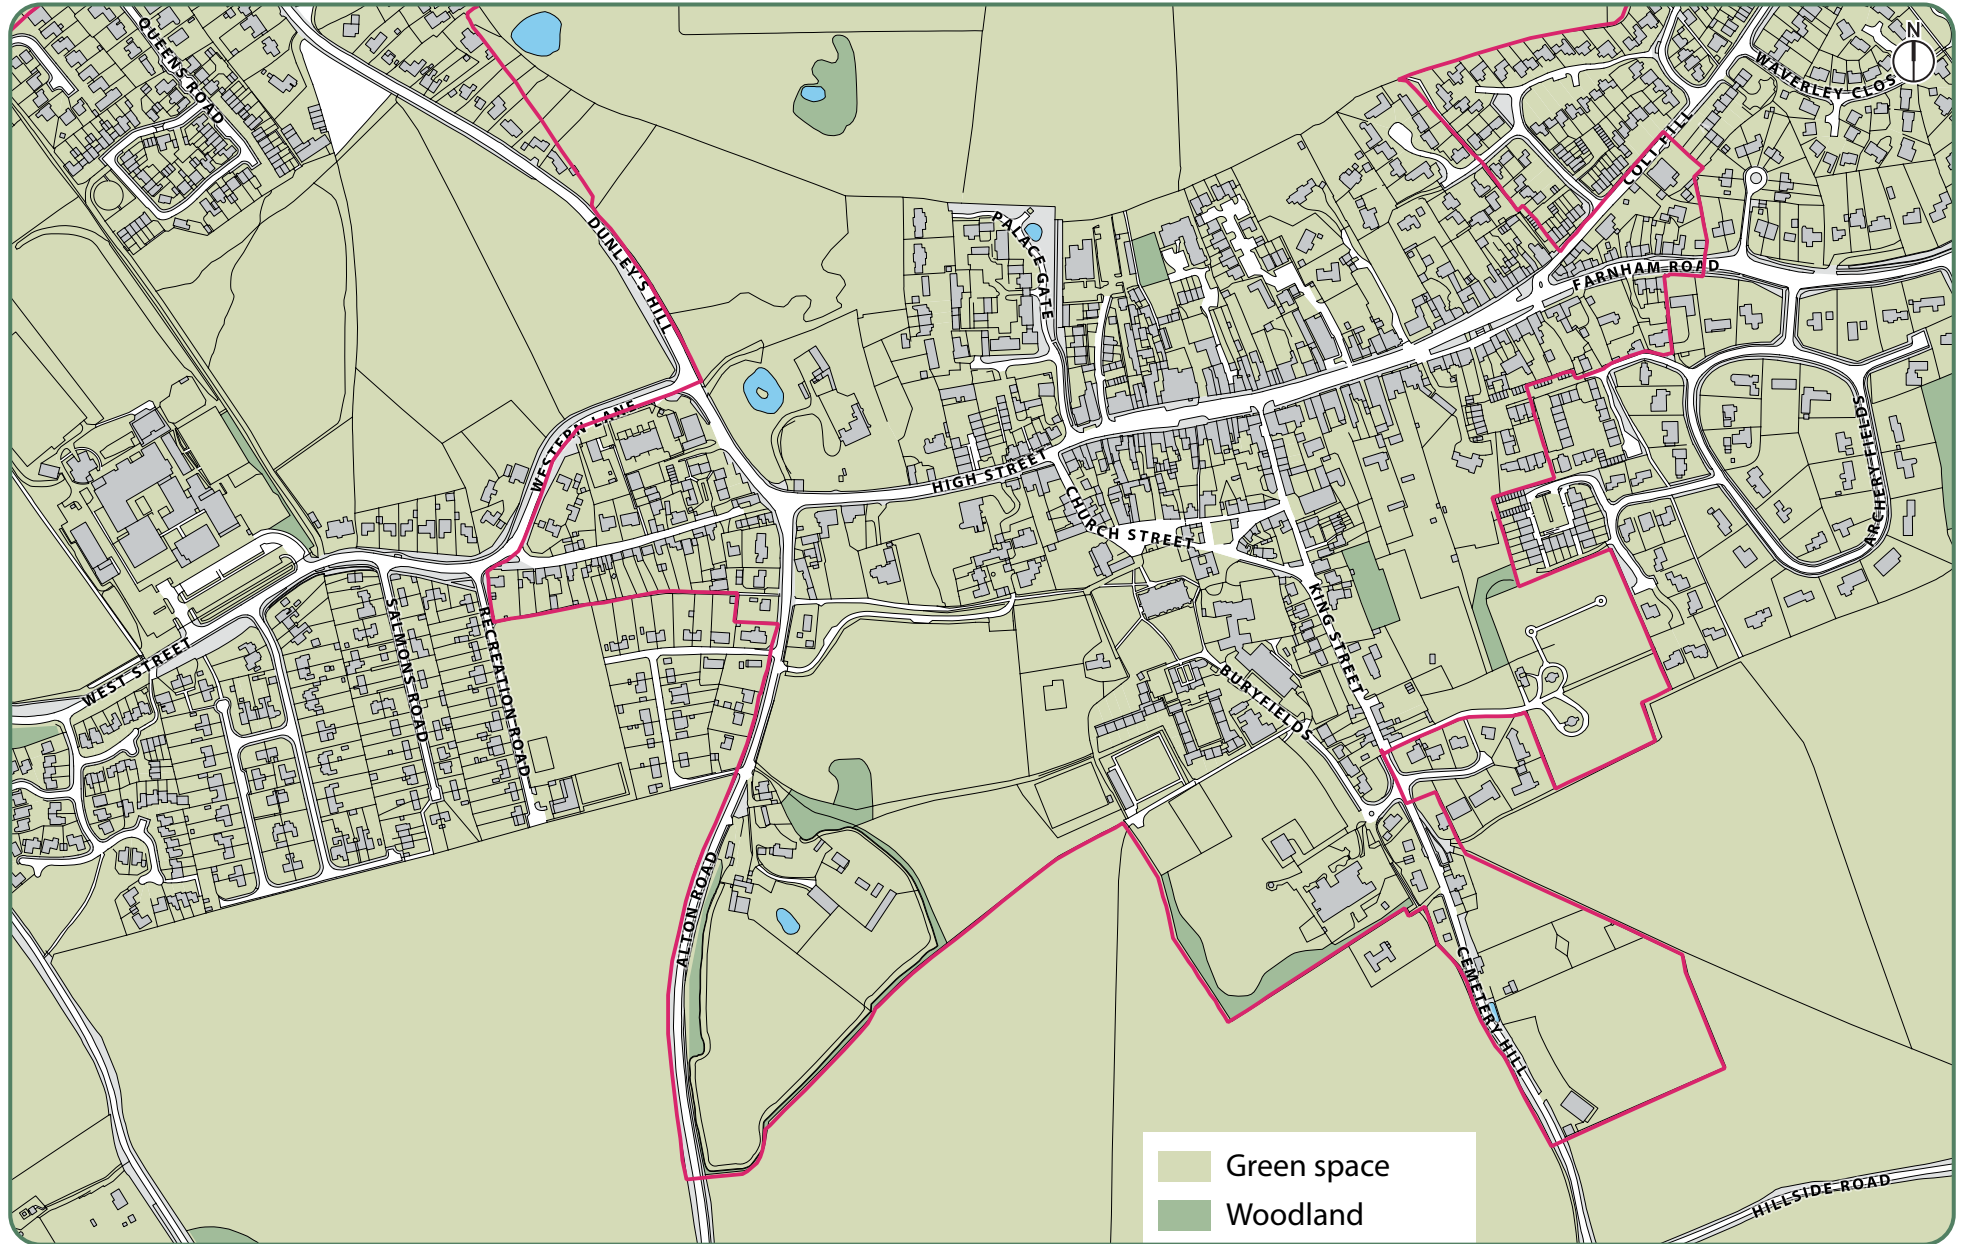 QUEENS ROAD
N
WAVERLEY CLOS
COLT HILL
PALACE GATE
DUNLEY'S HILL
FARNHAM ROAD
WESTERN LANE
ARCHERY FIELDS
HIGH STREET
CHURCH STREET
KING STREET
SALMONS ROAD
RECREATION ROAD
WEST STREET
BURYFIELDS
ALTON ROAD
CEMETERY HILL
HILLSIDE ROAD
Green space
Woodland